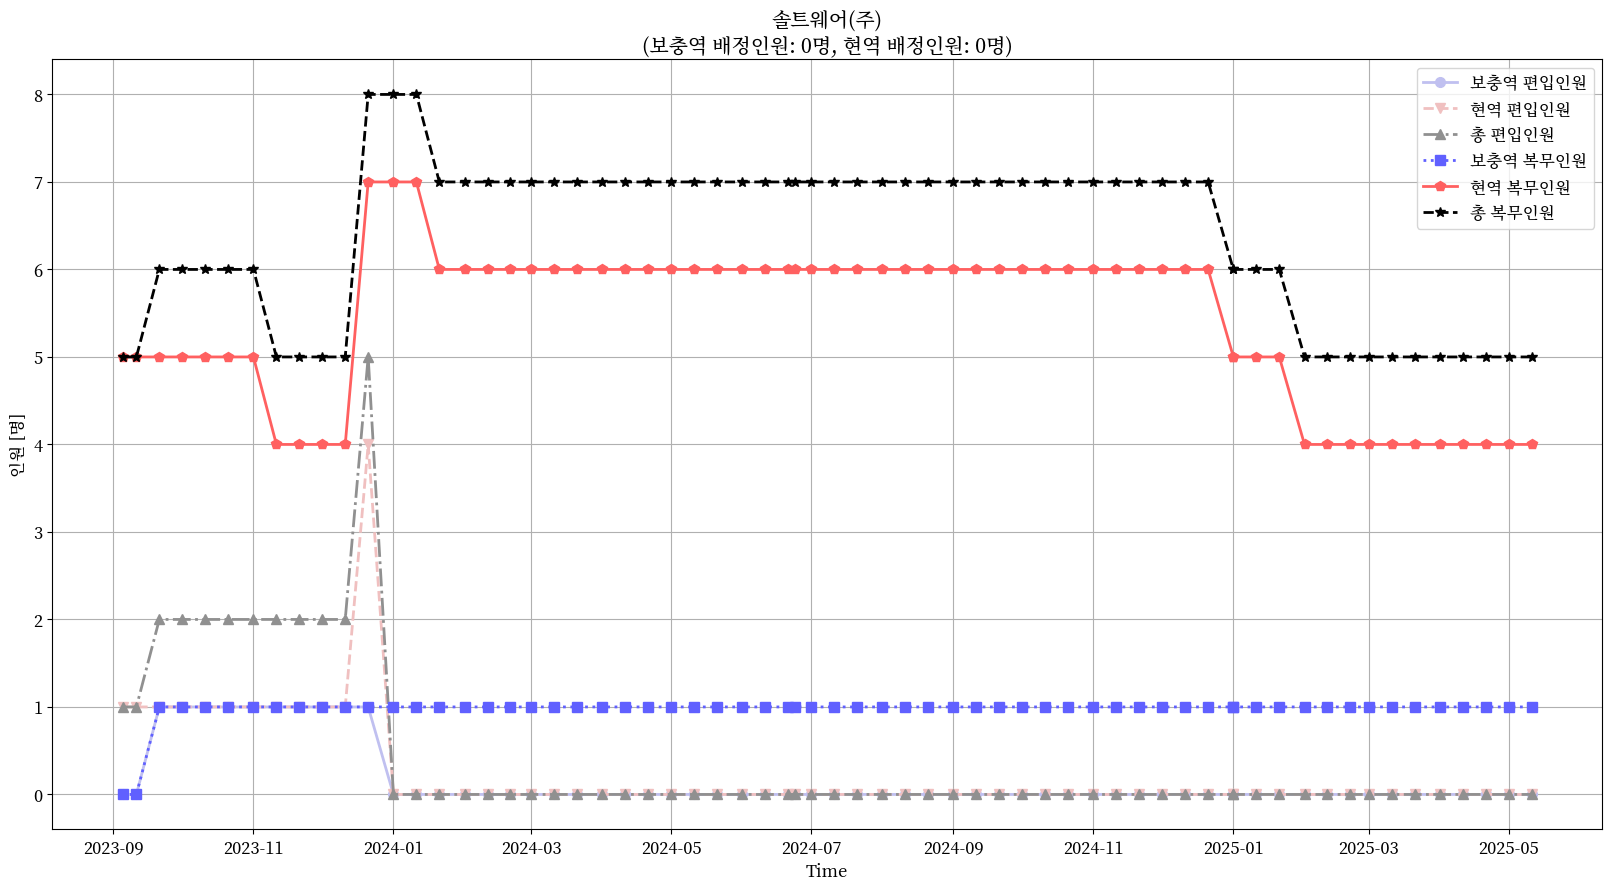 솔트웨어(주)
(보충역 배정인원: 0명, 현역 배정인원: 0명)
보충역 편입인원
현역 편입인원
총 편입인원
보충역 복무인원
현역 복무인원
총 복무인원
인원 [명]
8
7
6
5
4
3
2
1
0
2023-09
2023-11
2024-01
2024-03
2024-05
2024-07
2024-09
2024-11
2025-01
2025-03
2025-05
Time